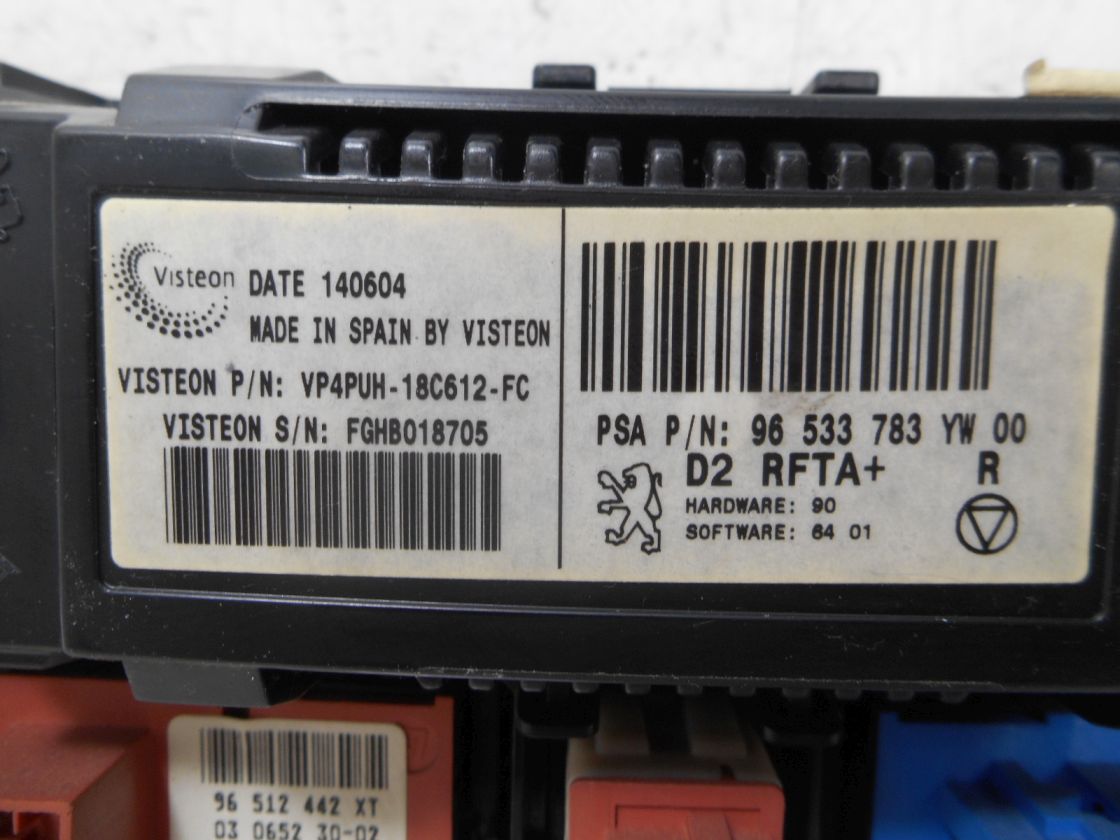 Visteon
DATE 140604
MADE IN SPAIN BY VISTEON
VISTEON P/N: VP4PUH-18C612-FC
VISTEON S/N: FGHB018705
PSA P/N: 96 533 783 YW 00
D2 RFTA+ R
HARDWARE: 90
SOFTWARE: 64 01
96 512 442 XT
03 0652 30-02